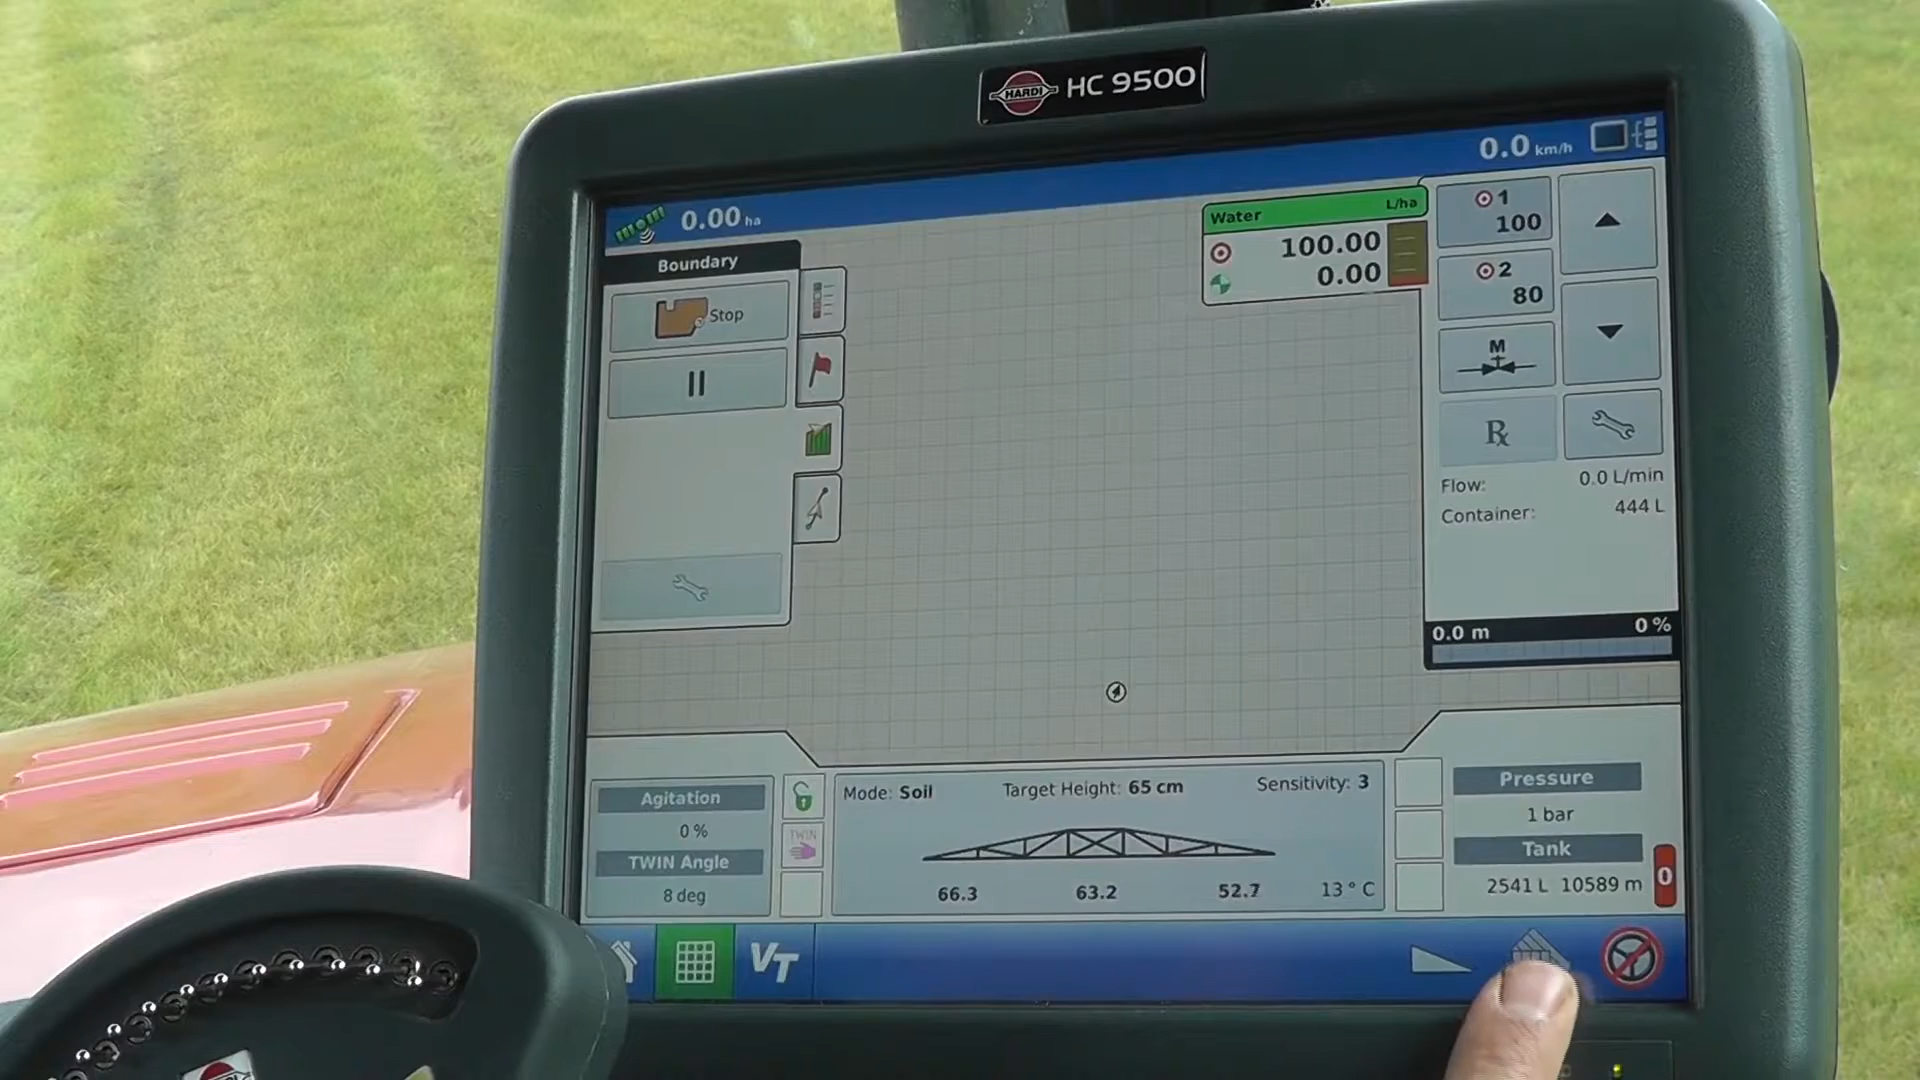 HARDI HC 9500
0.0 km/h
0.00 ha
Boundary
Stop
Water L/ha
100.00
0.00
1
100
2
80
M
Rx
Flow: 0.0 L/min
Container: 444 L
0.0 m 0 %
Agitation
0 %
TWIN Angle
8 deg
TWIN
Mode: Soil Target Height: 65 cm Sensitivity: 3
66.3 63.2 52.7 13 ° C
Pressure
1 bar
Tank
2541 L 10589 m
0
VT